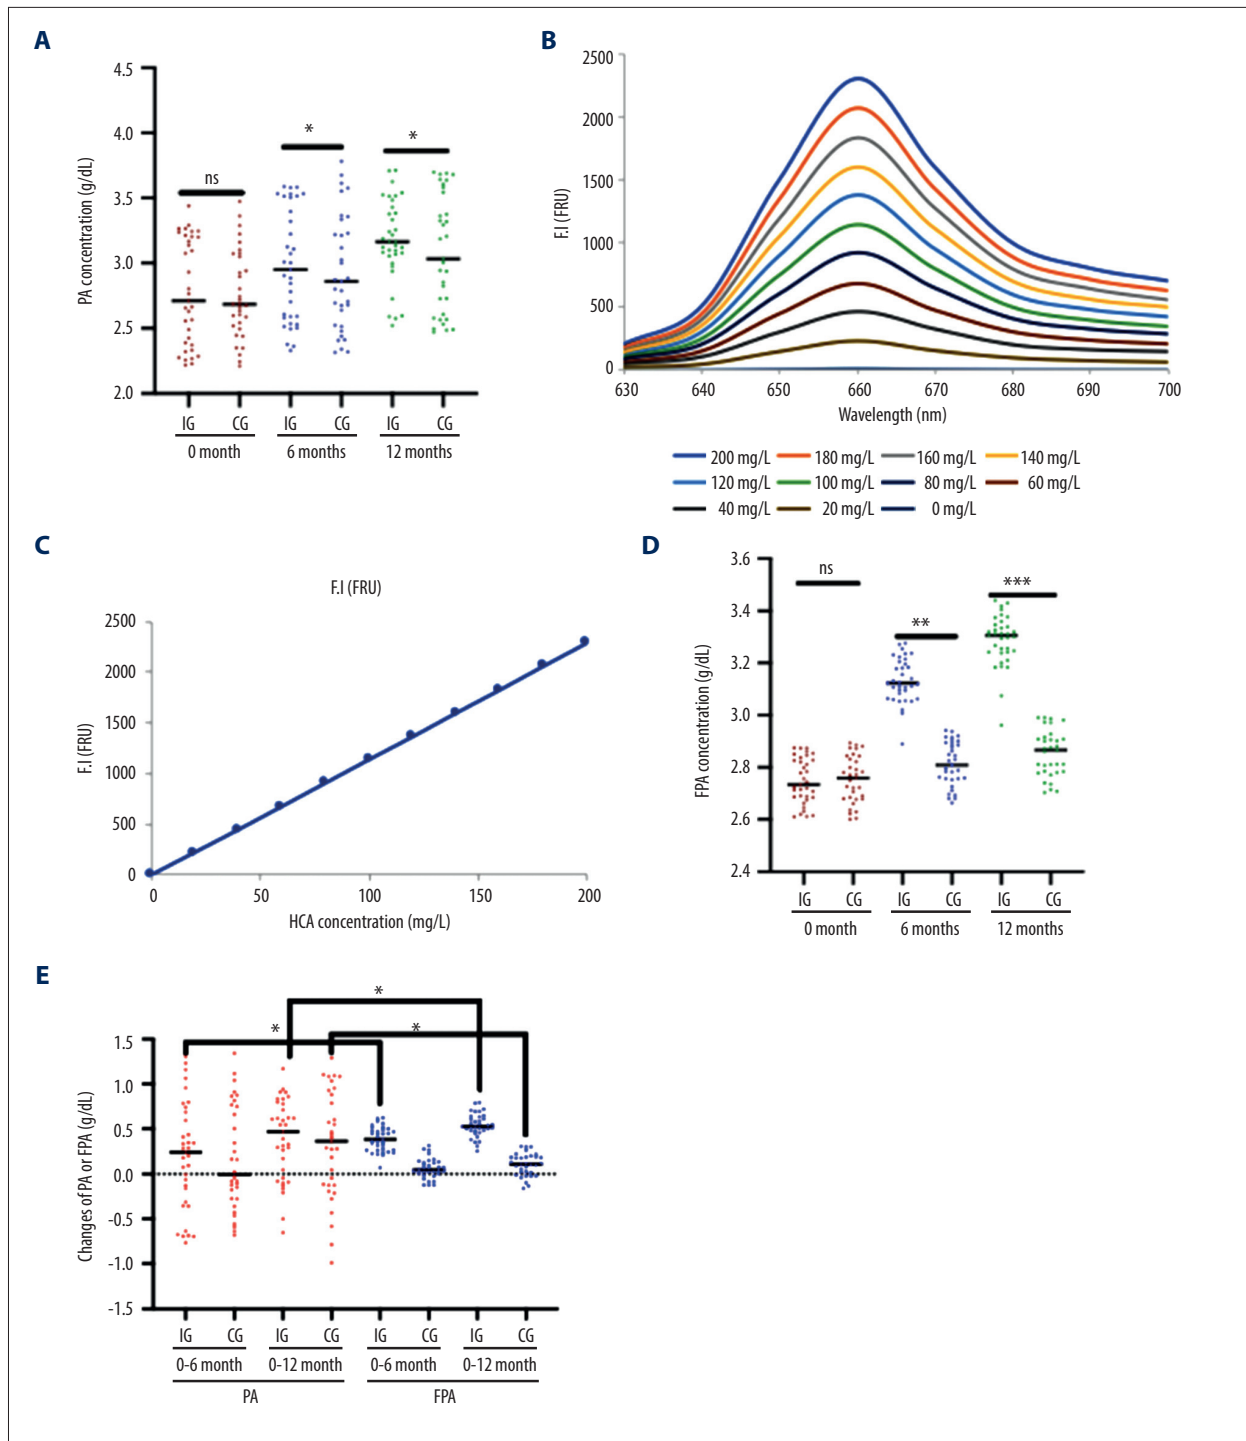 A
PA concentration (g/dL)
4.5
4.0
3.5
3.0
2.5
2.0
ns
*
*
IG CG IG CG IG CG
0 month 6 months 12 months
B
F.I (FRU)
2500
2000
1500
1000
500
0
630 640 650 660 670 680 690 700
Wavelength (nm)
200 mg/L 180 mg/L 160 mg/L 140 mg/L
120 mg/L 100 mg/L 80 mg/L 60 mg/L
40 mg/L 20 mg/L 0 mg/L
C
F.I (FRU)
F.I (FRU)
2500
2000
1500
1000
500
0
0 50 100 150 200
HCA concentration (mg/L)
D
FPA concentration (g/dL)
3.6
3.4
3.2
3.0
2.8
2.6
2.4
ns
**
***
IG CG IG CG IG CG
0 month 6 months 12 months
E
Changes of PA or FPA (g/dL)
1.5
1.0
0.5
0.0
-0.5
-1.0
-1.5
*
*
*
IG CG IG CG IG CG IG CG
0-6 month 0-12 month 0-6 month 0-12 month
PA FPA